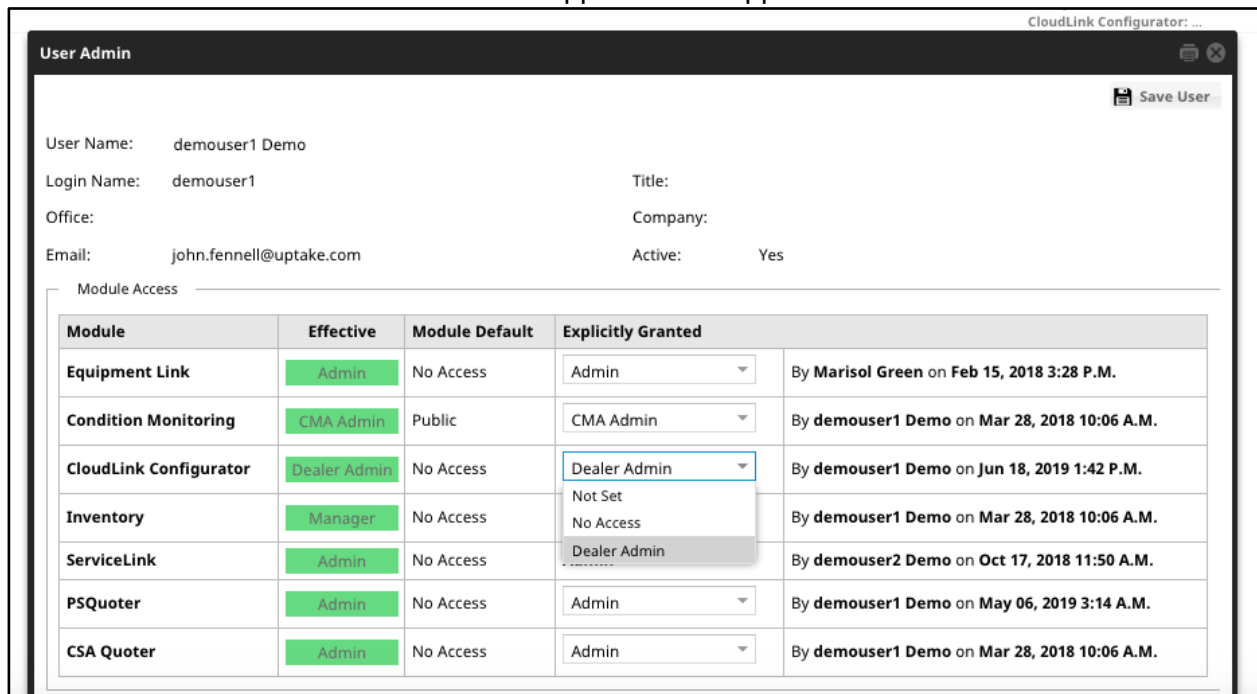 CloudLink Configurator: ...
User Admin
Save User
User Name: demouser1 Demo
Login Name: demouser1 Title:
Office: Company:
Email: john.fennell@uptake.com Active: Yes
Module Access
Module Effective Module Default Explicitly Granted
Equipment Link Admin No Access Admin By Marisol Green on Feb 15, 2018 3:28 P.M.
Condition Monitoring CMA Admin Public CMA Admin By demouser1 Demo on Mar 28, 2018 10:06 A.M.
CloudLink Configurator Dealer Admin No Access Dealer Admin By demouser1 Demo on Jun 18, 2019 1:42 P.M.
Not Set
Inventory Manager No Access No Access By demouser1 Demo on Mar 28, 2018 10:06 A.M.
Dealer Admin
ServiceLink Admin No Access By demouser2 Demo on Oct 17, 2018 11:50 A.M.
PSQuoter Admin No Access Admin By demouser1 Demo on May 06, 2019 3:14 A.M.
CSA Quoter Admin No Access Admin By demouser1 Demo on Mar 28, 2018 10:06 A.M.